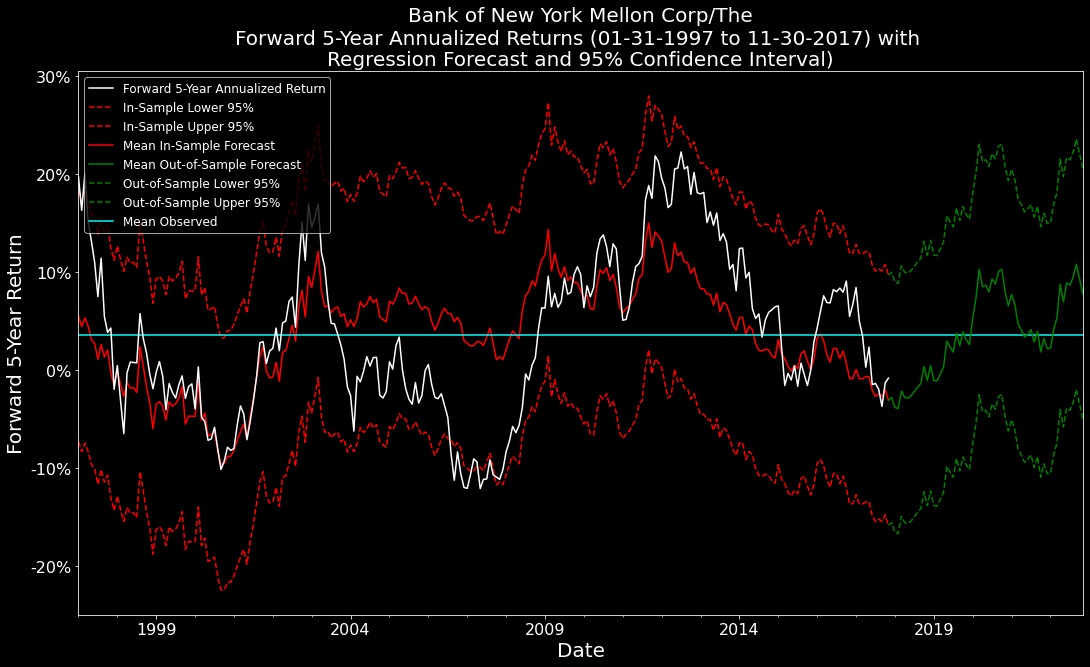 Bank of New York Mellon Corp/The
Forward 5-Year Annualized Returns (01-31-1997 to 11-30-2017) with
Regression Forecast and 95% Confidence Interval)
30%
20%
10%
0%
-10%
-20%
Forward 5-Year Return
Forward 5-Year Annualized Return
In-Sample Lower 95%
In-Sample Upper 95%
Mean In-Sample Forecast
Mean Out-of-Sample Forecast
Out-of-Sample Lower 95%
Out-of-Sample Upper 95%
Mean Observed
1999
2004
2009
2014
2019
Date